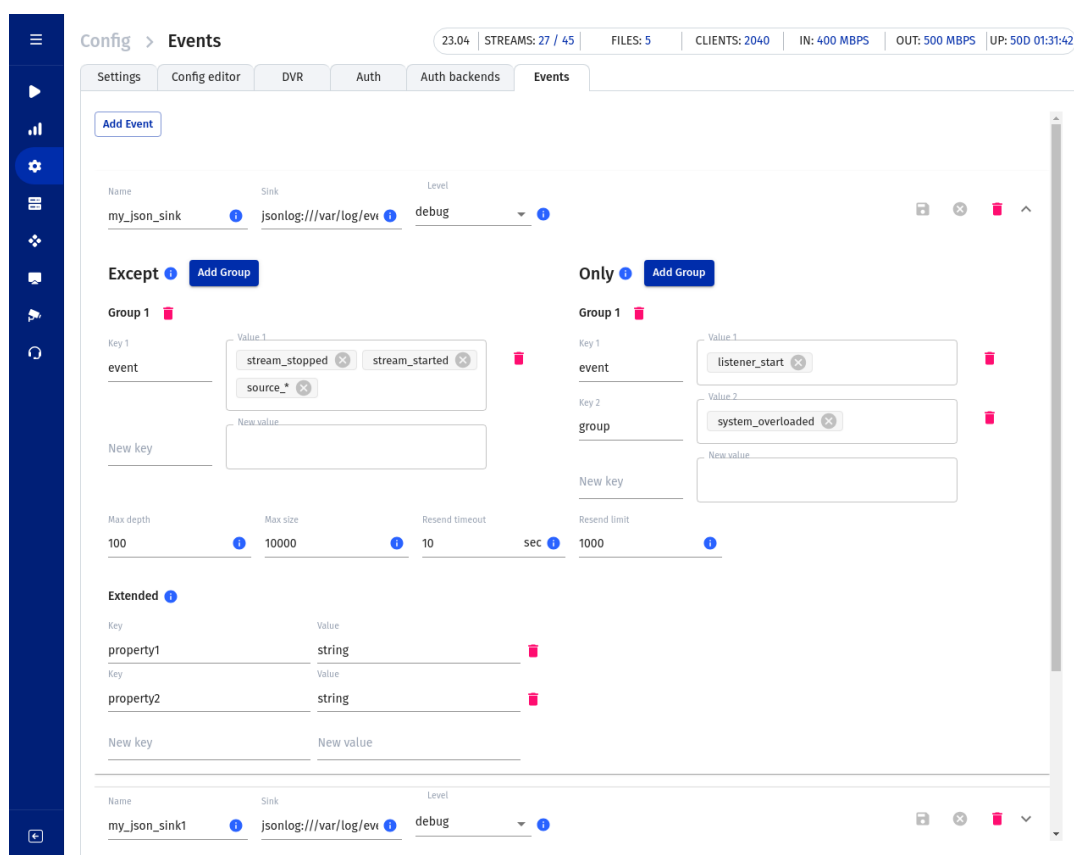 Config > Events
23.04 STREAMS: 27 / 45 FILES: 5 CLIENTS: 2040 IN: 400 MBPS OUT: 500 MBPS UP: 50D 01:31:42
Settings Config editor DVR Auth Auth backends Events
Add Event
Name Sink Level
my_json_sink jsonlog:///var/log/eve debug
Except Add Group Only Add Group
Group 1 Group 1
Key 1 Value 1 Key 1 Value 1
event stream_stopped stream_started event listener_start
source_*
Key 2 Value 2
group system_overloaded
New key New value
New key New value
Max depth Max size Resend timeout Resend limit
100 10000 10 sec 1000
Extended
Key Value
property1 string
Key Value
property2 string
New key New value
Name Sink Level
my_json_sink1 jsonlog:///var/log/eve debug